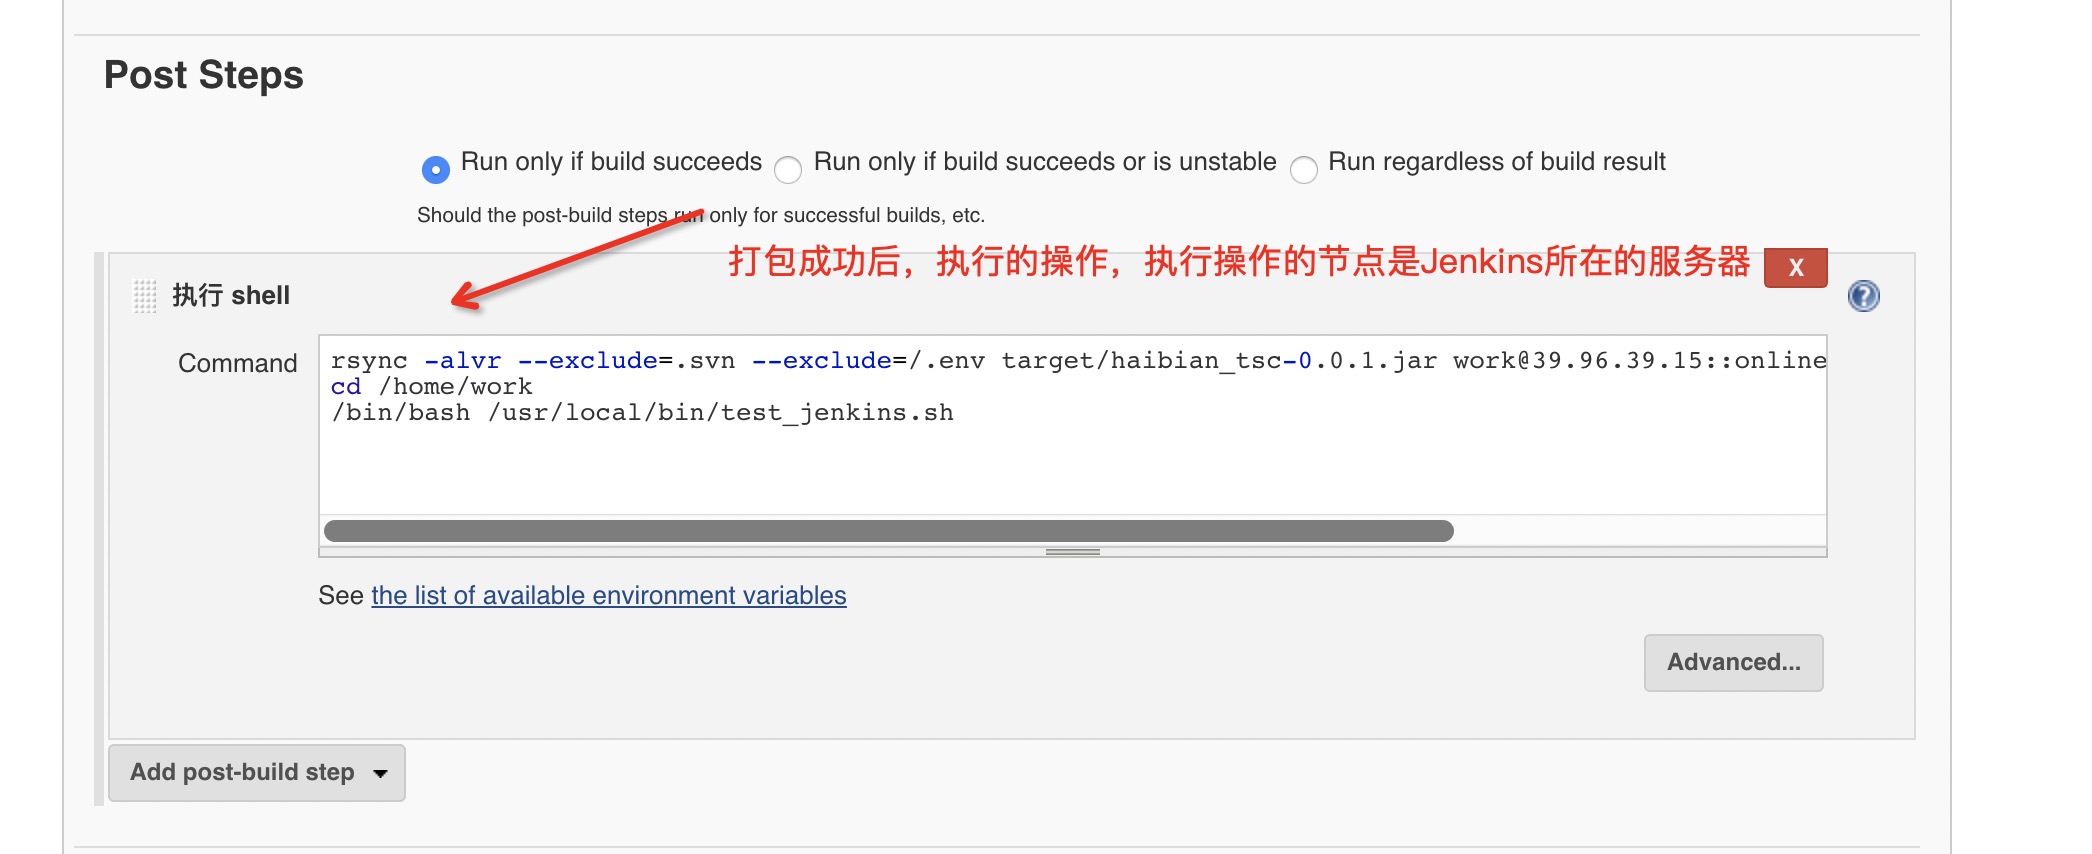 Post Steps
Run only if build succeeds Run only if build succeeds or is unstable Run regardless of build result
Should the post-build steps run only for successful builds, etc.
打包成功后，执行的操作，执行操作的节点是Jenkins所在的服务器
X
执行 shell
?
Command
rsync -alvr --exclude=.svn --exclude=/.env target/haibian_tsc-0.0.1.jar work@39.96.39.15::online
cd /home/work
/bin/bash /usr/local/bin/test_jenkins.sh
See the list of available environment variables
Advanced...
Add post-build step